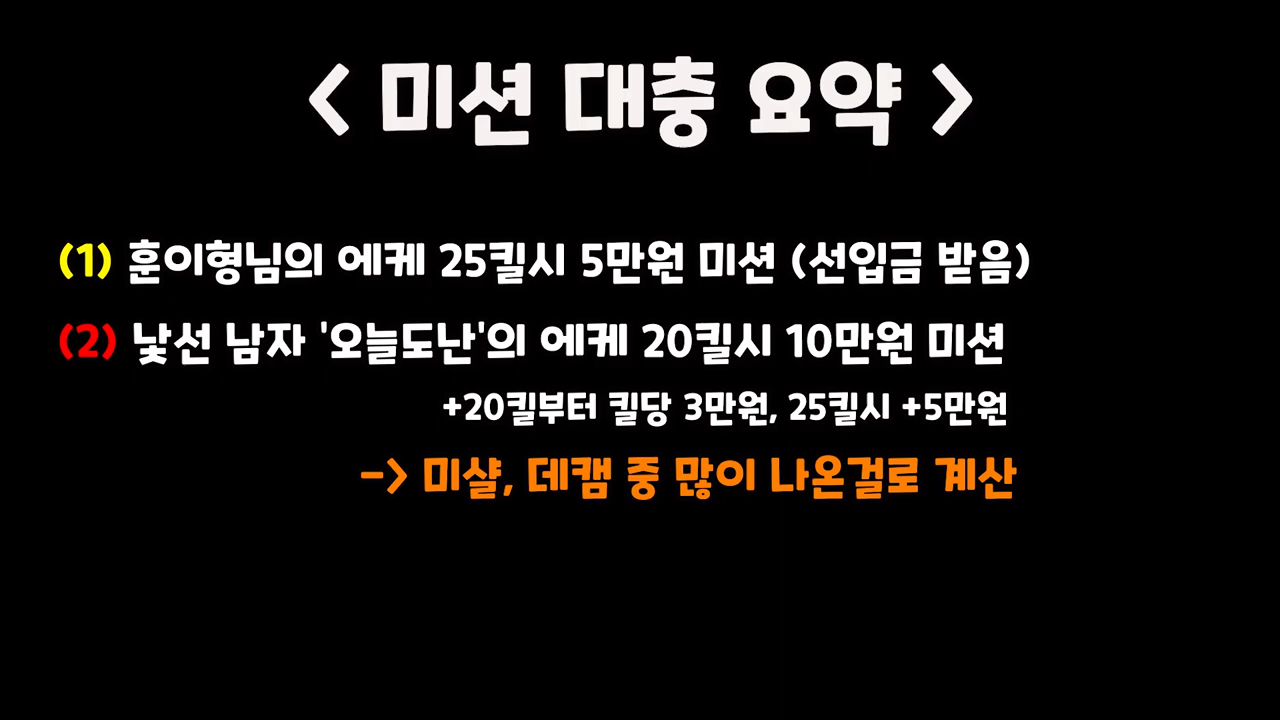 < 미션 대충 요약 >
(1) 훈이형님의 에케 25킬시 5만원 미션 (선입금 받음)
(2) 낯선 남자 '오늘도난'의 에케 20킬시 10만원 미션
+20킬부터 킬당 3만원, 25킬시 +5만원
-> 미샬, 데캠 중 많이 나온걸로 계산